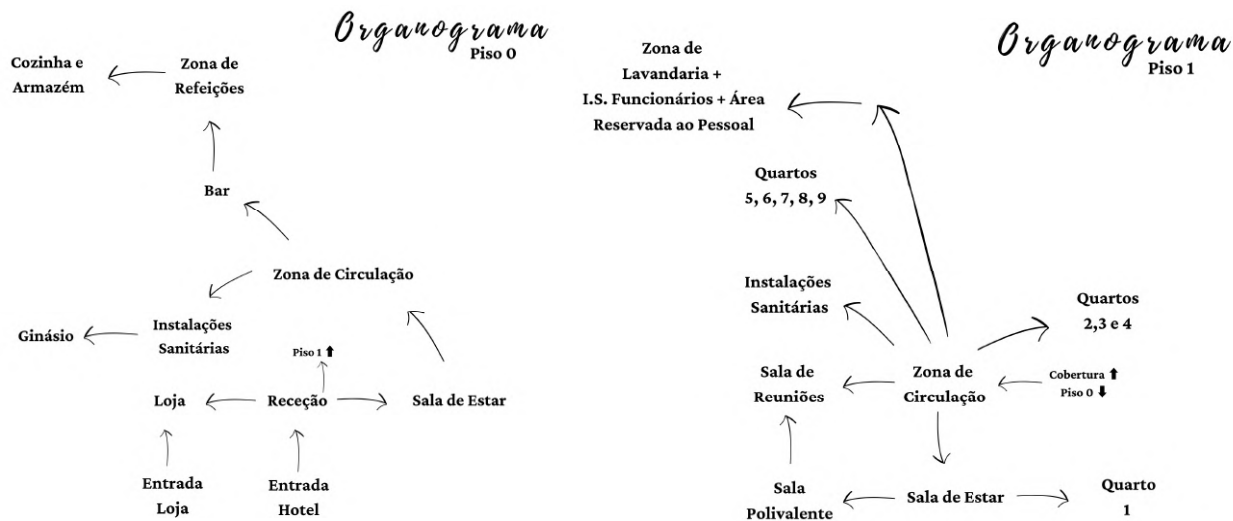 Organograma
Piso 0
Cozinha e
Armazém
Zona de
Refeições
Bar
Zona de Circulação
Ginásio
Instalações
Sanitárias
Piso 1 ⬆
Loja
Receção
Sala de Estar
Entrada
Loja
Entrada
Hotel
Organograma
Piso 1
Zona de
Lavandaria +
I.S. Funcionários + Área
Reservada ao Pessoal
Quartos
5, 6, 7, 8, 9
Instalações
Sanitárias
Quartos
2,3 e 4
Sala de
Reuniões
Zona de
Circulação
Cobertura ⬆
Piso 0 ⬇
Sala
Polivalente
Sala de Estar
Quarto
1